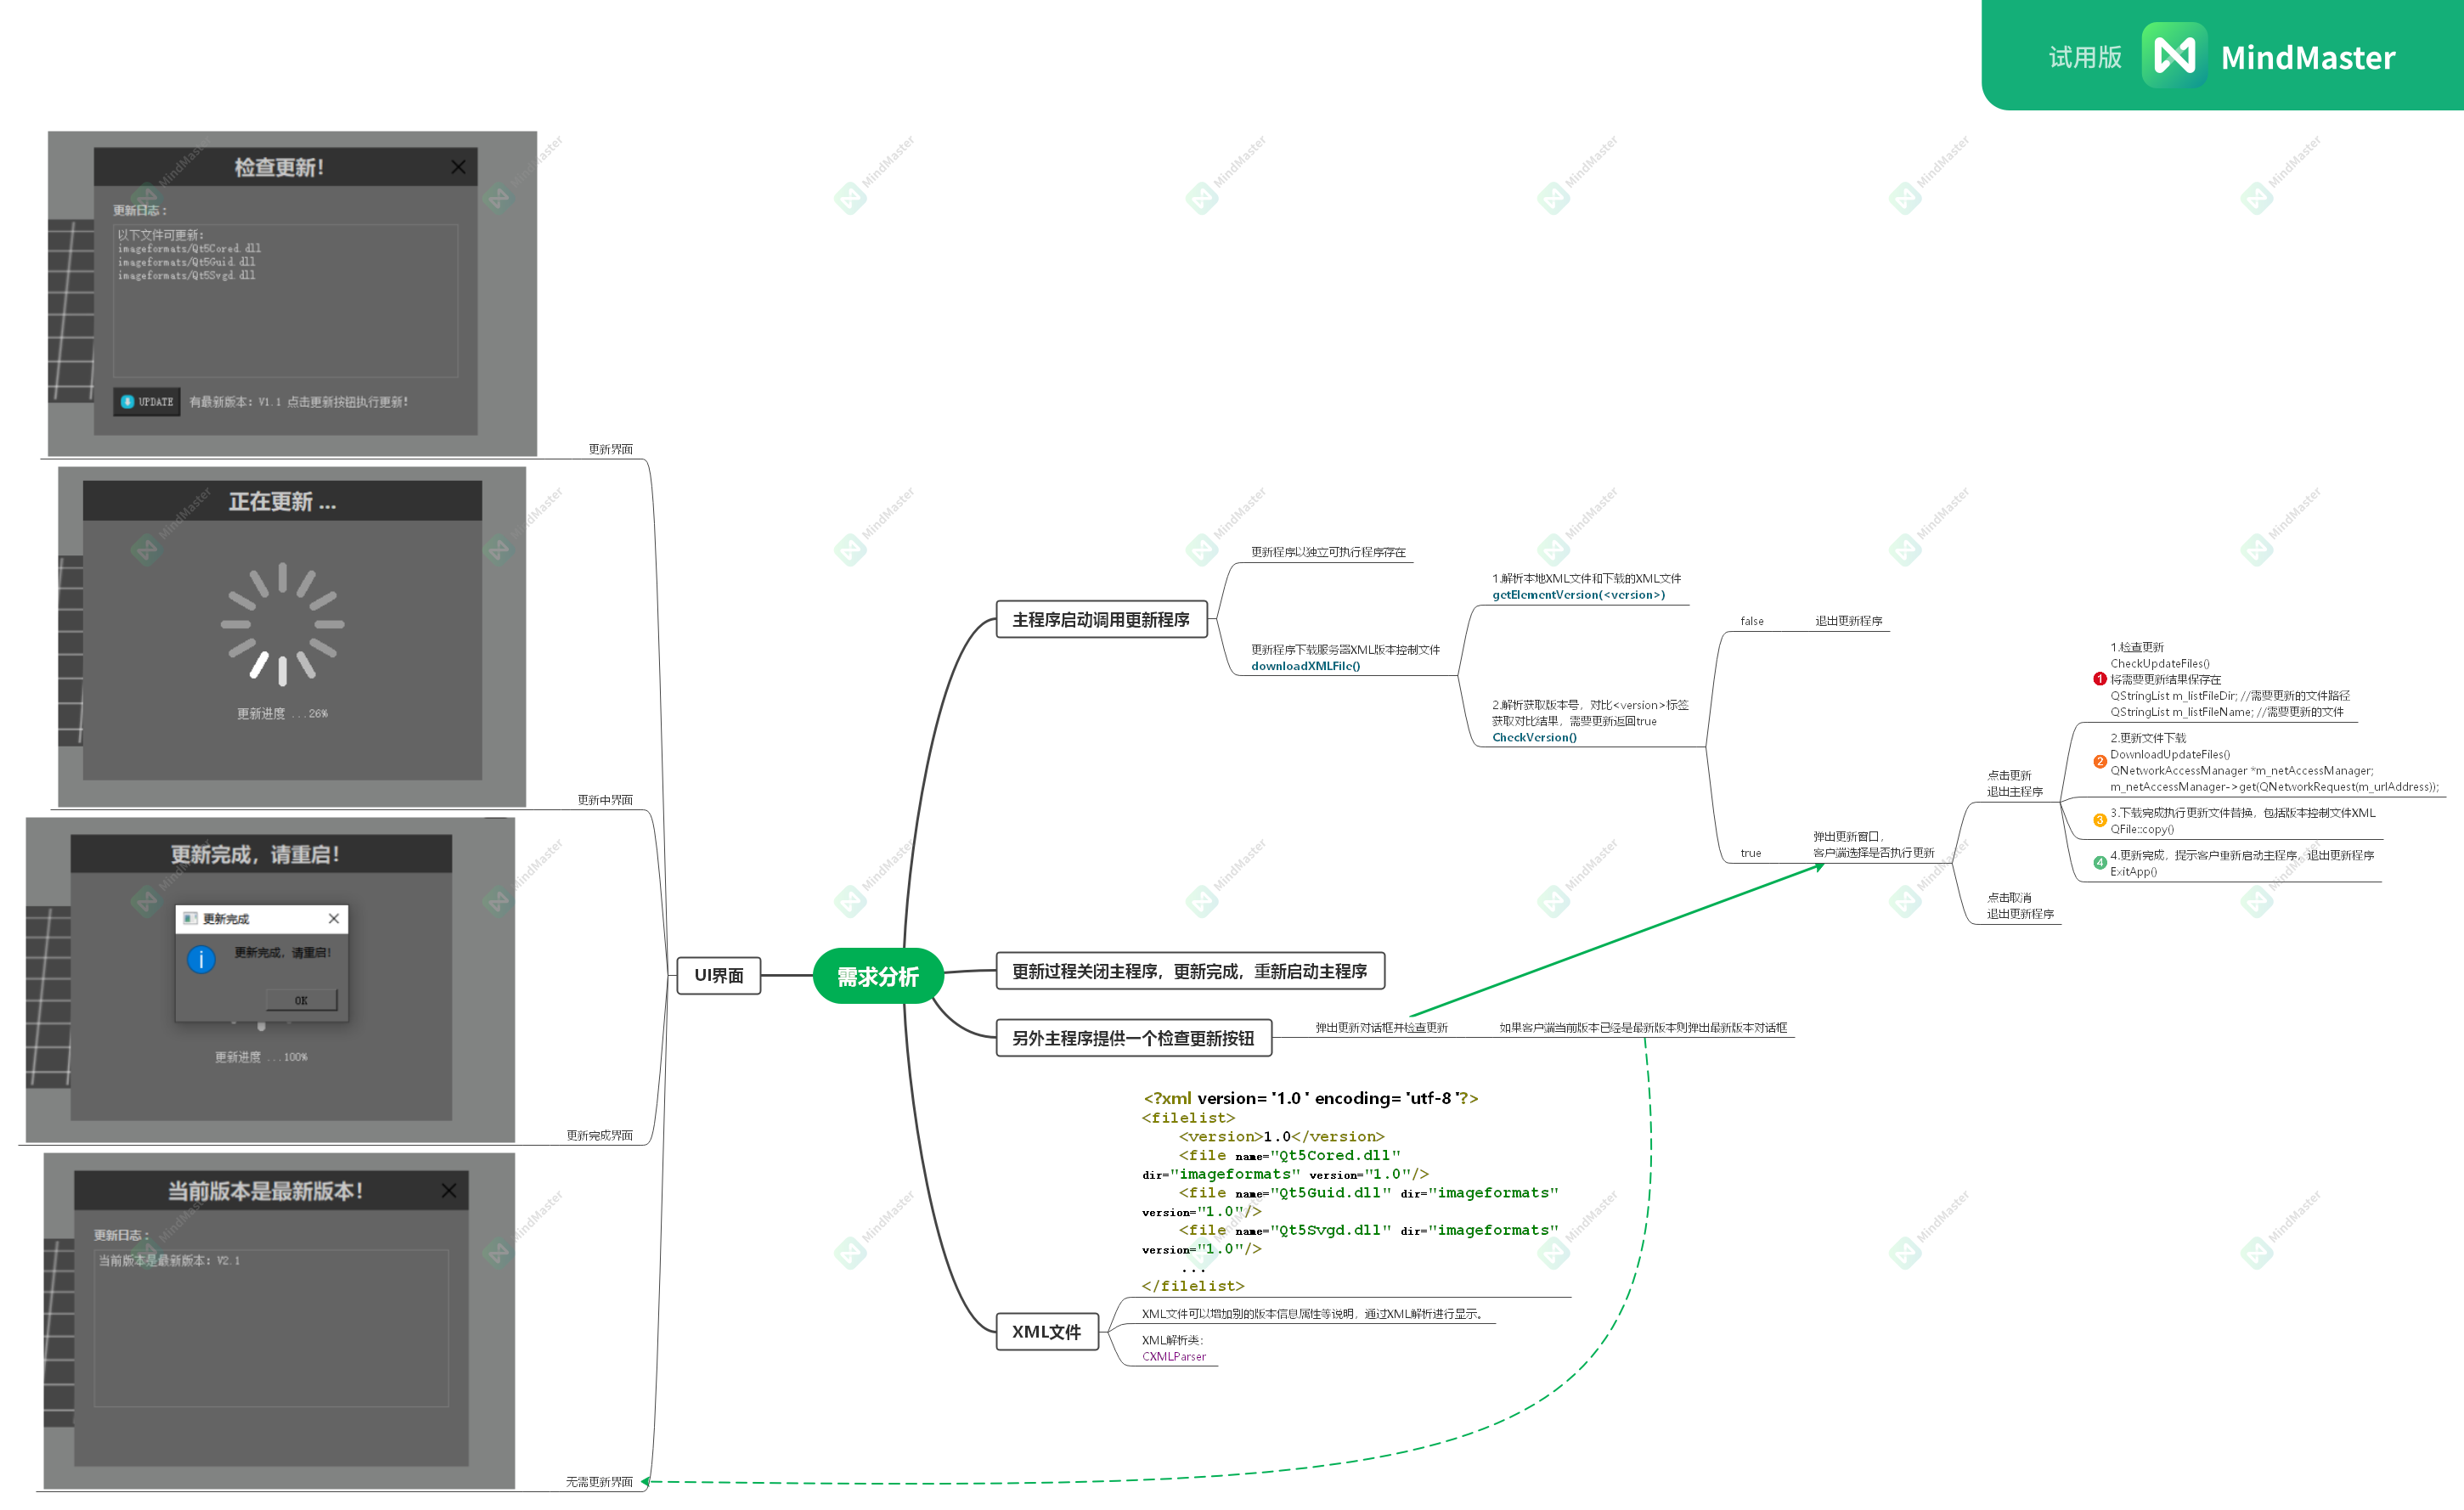 试用版 MindMaster
检查更新！
更新日志：
以下文件可更新：
imageformats/Qt5Cored.dll
imageformats/Qt5Guid.dll
imageformats/Qt5Svgd.dll
UPDATE 有最新版本：V1.1 点击更新按钮执行更新！
更新界面
正在更新 ...
更新进度 ...26%
更新中界面
更新完成，请重启！
更新完成
更新完成，请重启！
OK
更新进度 ...100%
更新完成界面
当前版本是最新版本！
更新日志：
当前版本是最新版本：V2.1
无需更新界面
UI界面
需求分析
主程序启动调用更新程序
更新程序以独立可执行程序存在
更新程序下载服务器XML版本控制文件
downloadXMLFile()
1.解析本地XML文件和下载的XML文件
getElementVersion(<version>)
2.解析获取版本号，对比<version>标签
获取对比结果，需要更新返回true
CheckVersion()
false
退出更新程序
true
弹出更新窗口，
客户端选择是否执行更新
点击更新
退出主程序
1
1.检查更新
CheckUpdateFiles()
将需要更新结果保存在
QStringList m_listFileDir; //需要更新的文件路径
QStringList m_listFileName; //需要更新的文件
2
2.更新文件下载
DownloadUpdateFiles()
QNetworkAccessManager *m_netAccessManager;
m_netAccessManager->get(QNetworkRequest(m_urlAddress));
3
3.下载完成执行更新文件替换，包括版本控制文件XML
QFile::copy()
4
4.更新完成，提示客户重新启动主程序，退出更新程序
ExitApp()
点击取消
退出更新程序
更新过程关闭主程序，更新完成，重新启动主程序
另外主程序提供一个检查更新按钮
弹出更新对话框并检查更新
如果客户端当前版本已经是最新版本则弹出最新版本对话框
XML文件
<?xml version= '1.0 ' encoding= 'utf-8 '?>
<filelist>
<version>1.0</version>
<file name="Qt5Cored.dll"
dir="imageformats" version="1.0"/>
<file name="Qt5Guid.dll" dir="imageformats"
version="1.0"/>
<file name="Qt5Svgd.dll" dir="imageformats"
version="1.0"/>
...
</filelist>
XML文件可以增加别的版本信息属性等说明，通过XML解析进行显示。
XML解析类：
CXMLParser